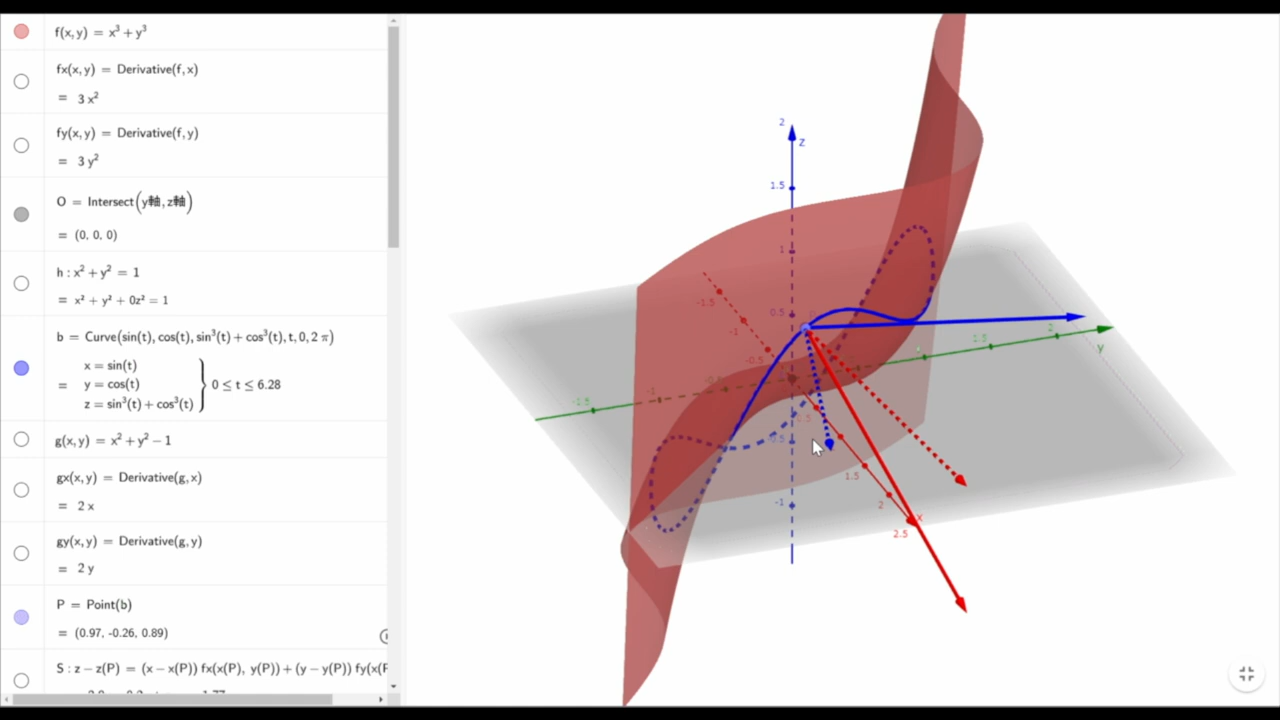 f(x, y) = x³ + y³
fx(x, y) = Derivative(f, x)
= 3 x²
fy(x, y) = Derivative(f, y)
= 3 y²
O = Intersect(y軸, z軸)
= (0, 0, 0)
h : x² + y² = 1
= x² + y² + 0z² = 1
b = Curve(sin(t), cos(t), sin³(t) + cos³(t), t, 0, 2 π)
x = sin(t)
= y = cos(t) } 0 ≤ t ≤ 6.28
z = sin³(t) + cos³(t)
g(x, y) = x² + y² − 1
gx(x, y) = Derivative(g, x)
= 2 x
gy(x, y) = Derivative(g, y)
= 2 y
P = Point(b)
= (0.97, -0.26, 0.89)
S : z − z(P) = (x − x(P)) fx(x(P), y(P)) + (y − y(P)) fy(x(P
2
z
1.5
1
0.5
-1.5
-1
-0.5
2
1.5
y
-1.5
-1
-0.5
0.5
0.5
1.5
2
x
2.5
-1